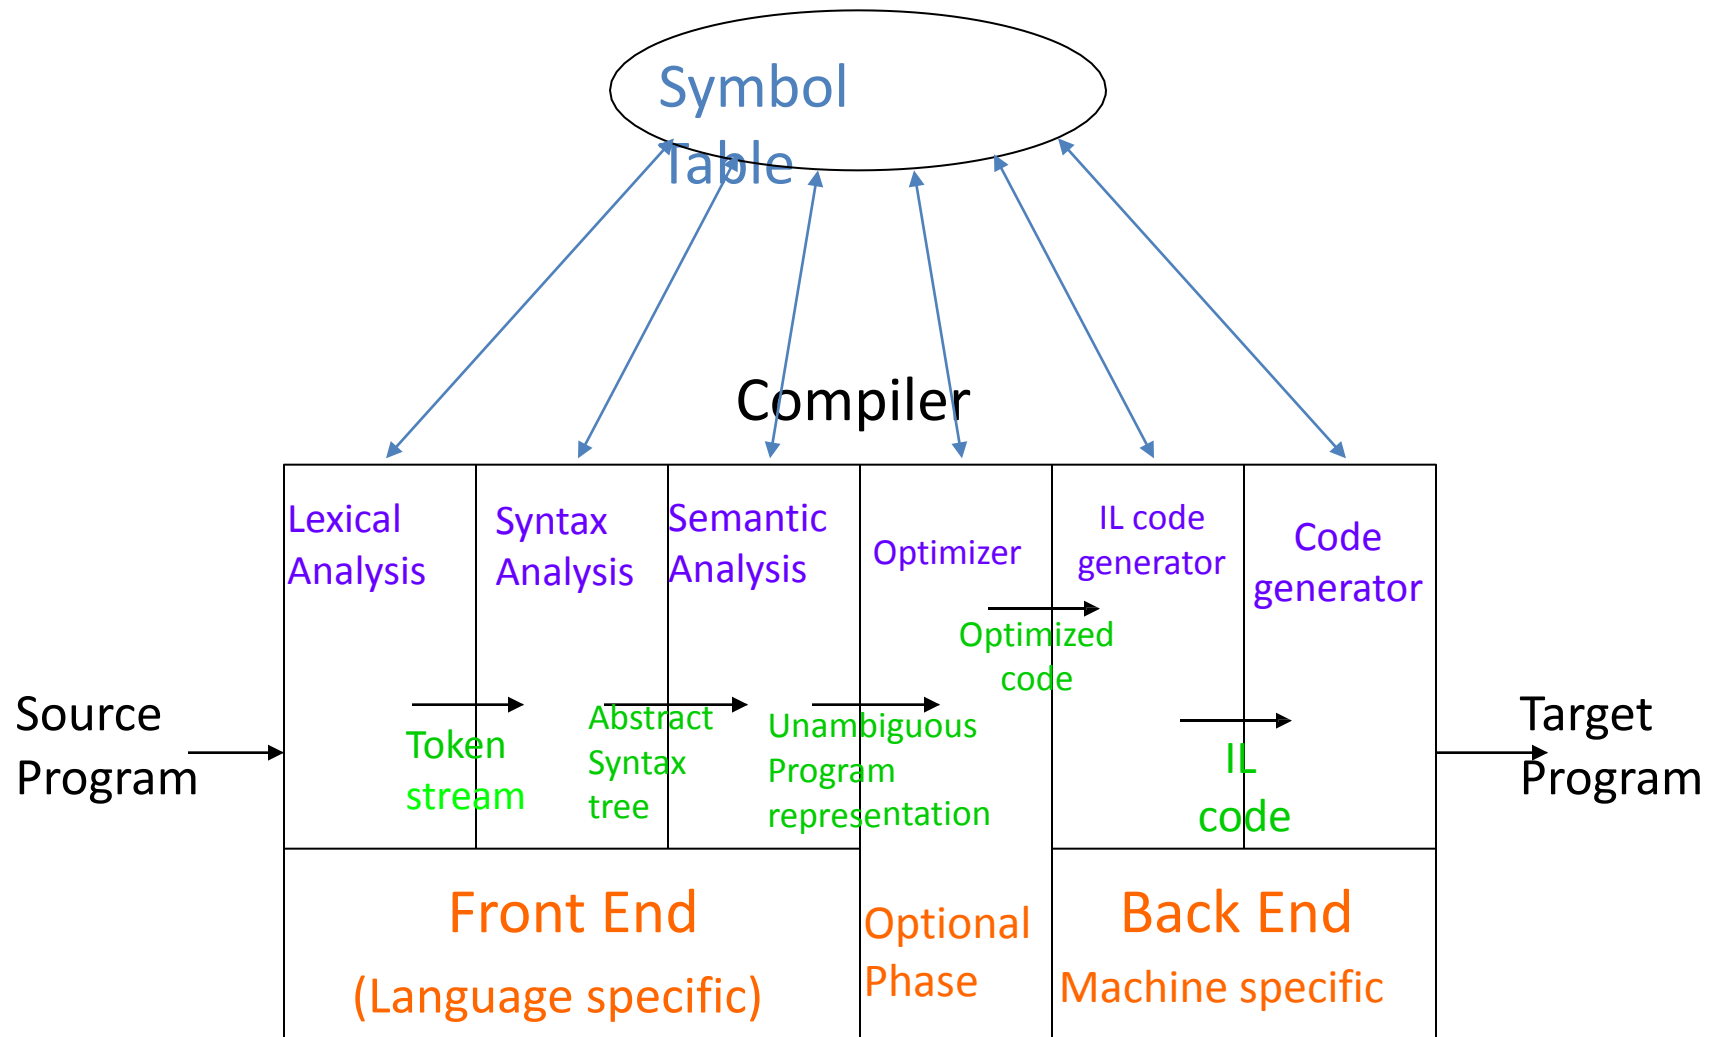 Symbol
Table
Compiler
Lexical
Analysis
Syntax
Analysis
Semantic
Analysis
Optimizer
IL code
generator
Code
generator
Optimized
code
Source
Program
Token
stream
Abstract
Syntax
tree
Unambiguous
Program
representation
IL
code
Target
Program
Front End
(Language specific)
Optional
Phase
Back End
Machine specific